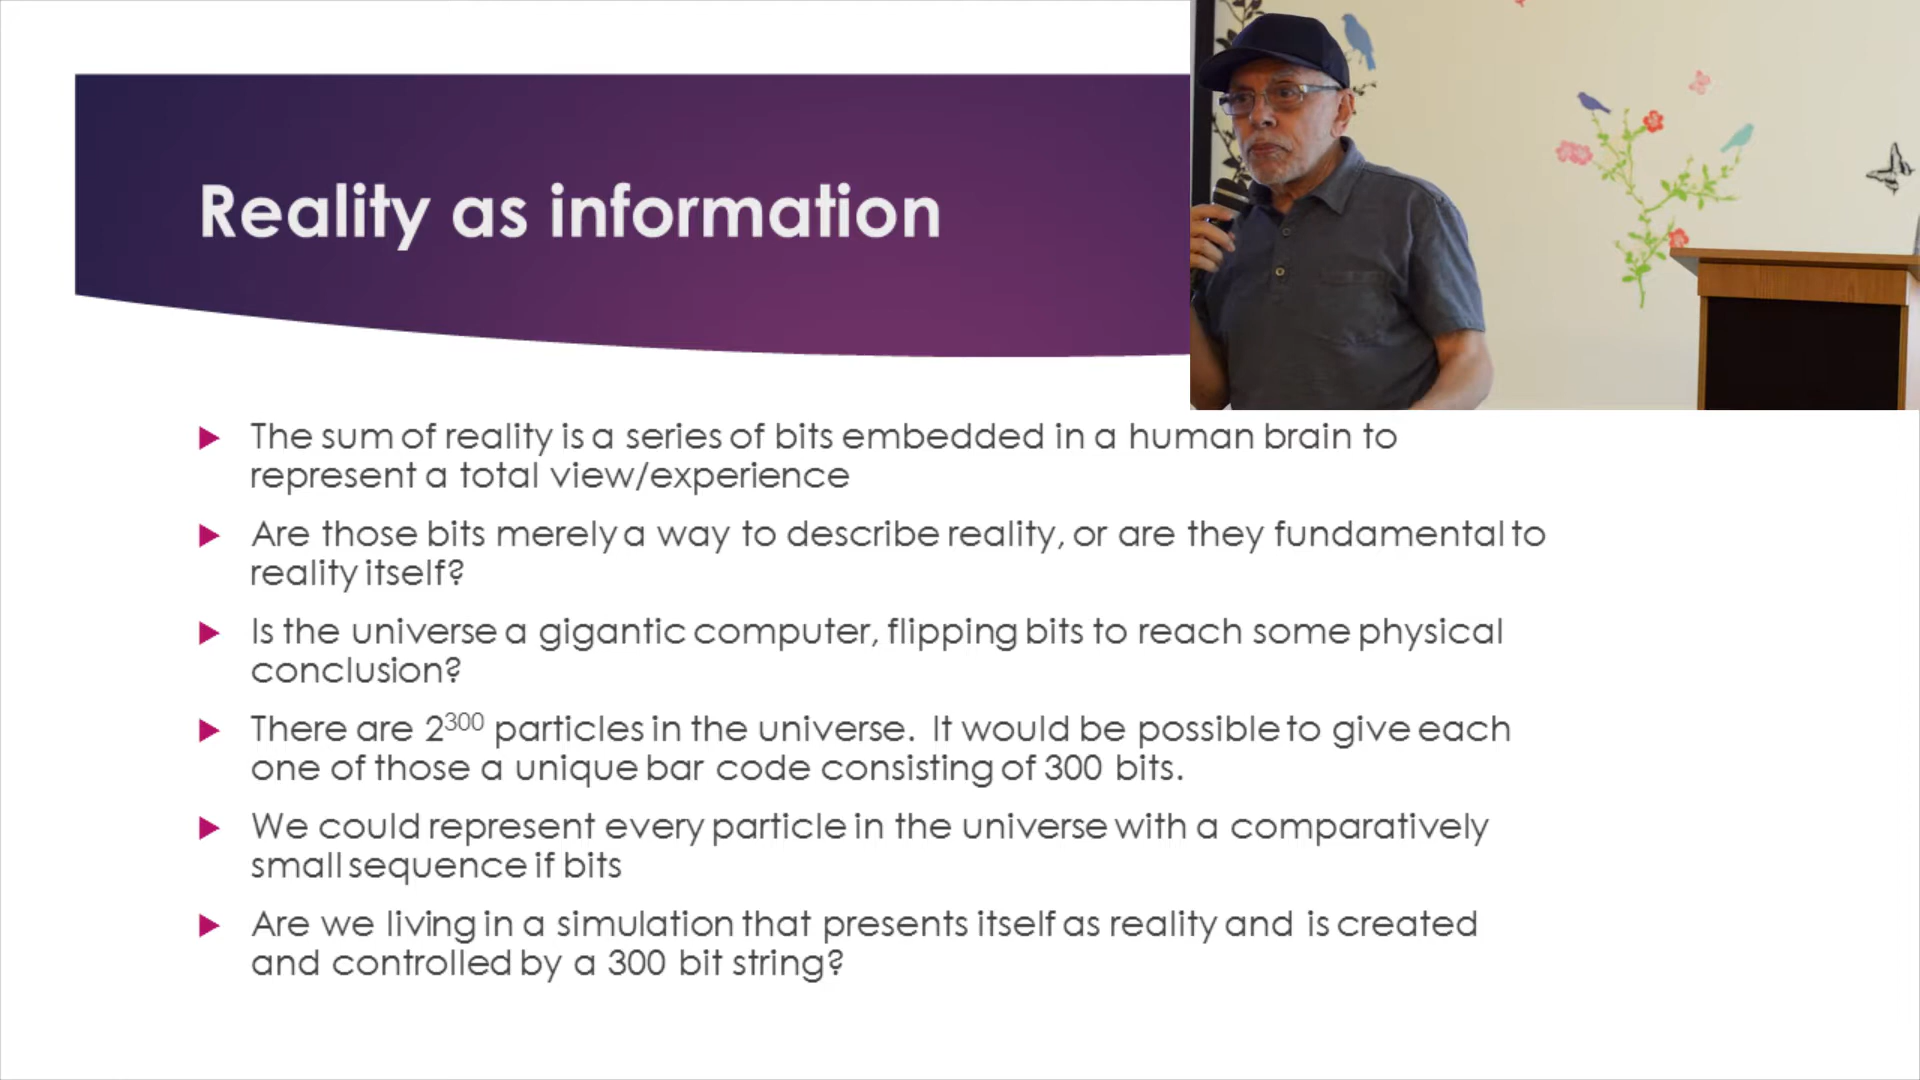 Reality as information
The sum of reality is a series of bits embedded in a human brain to
represent a total view/experience
Are those bits merely a way to describe reality, or are they fundamental to
reality itself?
Is the universe a gigantic computer, flipping bits to reach some physical
conclusion?
There are 2³⁰⁰ particles in the universe. It would be possible to give each
one of those a unique bar code consisting of 300 bits.
We could represent every particle in the universe with a comparatively
small sequence if bits
Are we living in a simulation that presents itself as reality and is created
and controlled by a 300 bit string?